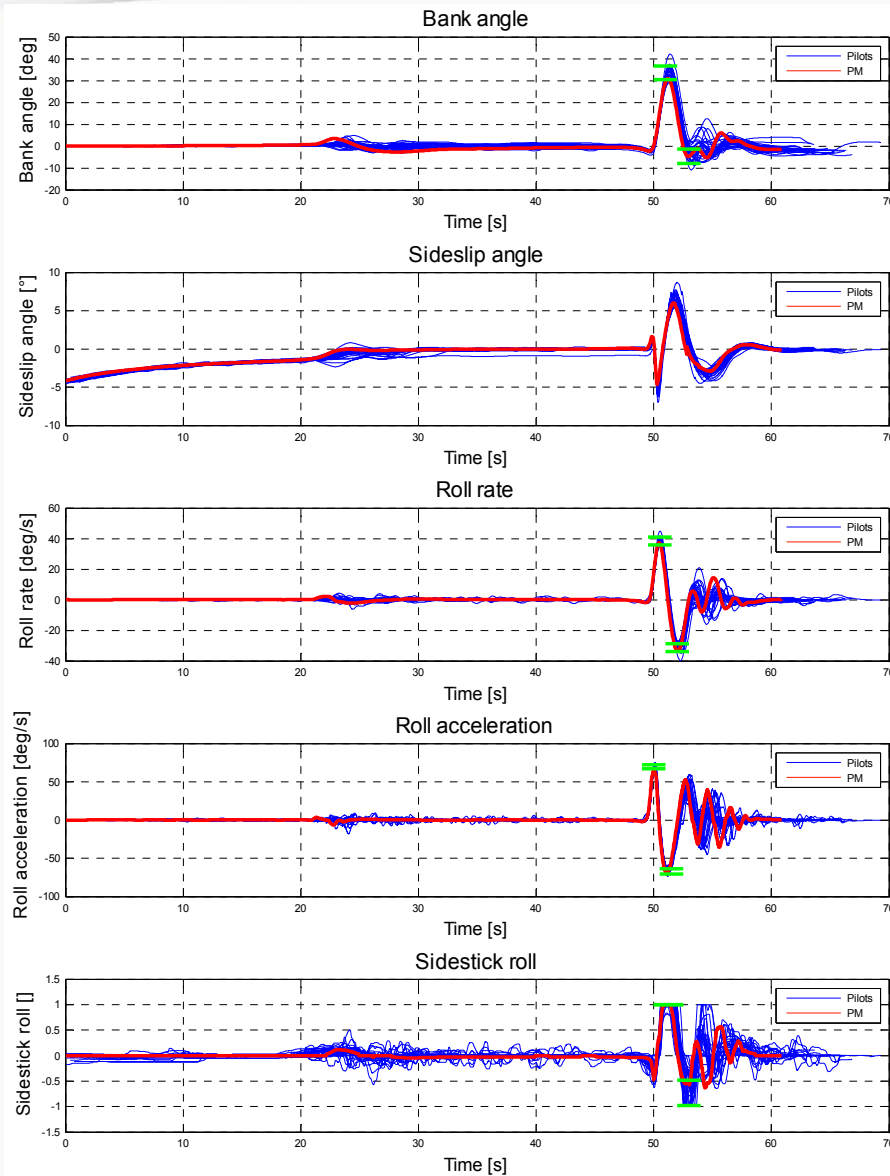 Bank angle
Bank angle [deg]
50
40
30
20
10
0
-10
-20
0 10 20 30 40 50 60 70
Time [s]
Pilots
PM
Sideslip angle
Sideslip angle [°]
10
5
0
-5
-10
0 10 20 30 40 50 60 70
Time [s]
Pilots
PM
Roll rate
Roll rate [deg/s]
60
40
20
0
-20
-40
0 10 20 30 40 50 60 70
Time [s]
Pilots
PM
Roll acceleration
Roll acceleration [deg/s]
100
50
0
-50
-100
0 10 20 30 40 50 60 70
Time [s]
Pilots
PM
Sidestick roll
Sidestick roll []
1.5
1
0.5
0
-0.5
-1
-1.5
0 10 20 30 40 50 60 70
Time [s]
Pilots
PM